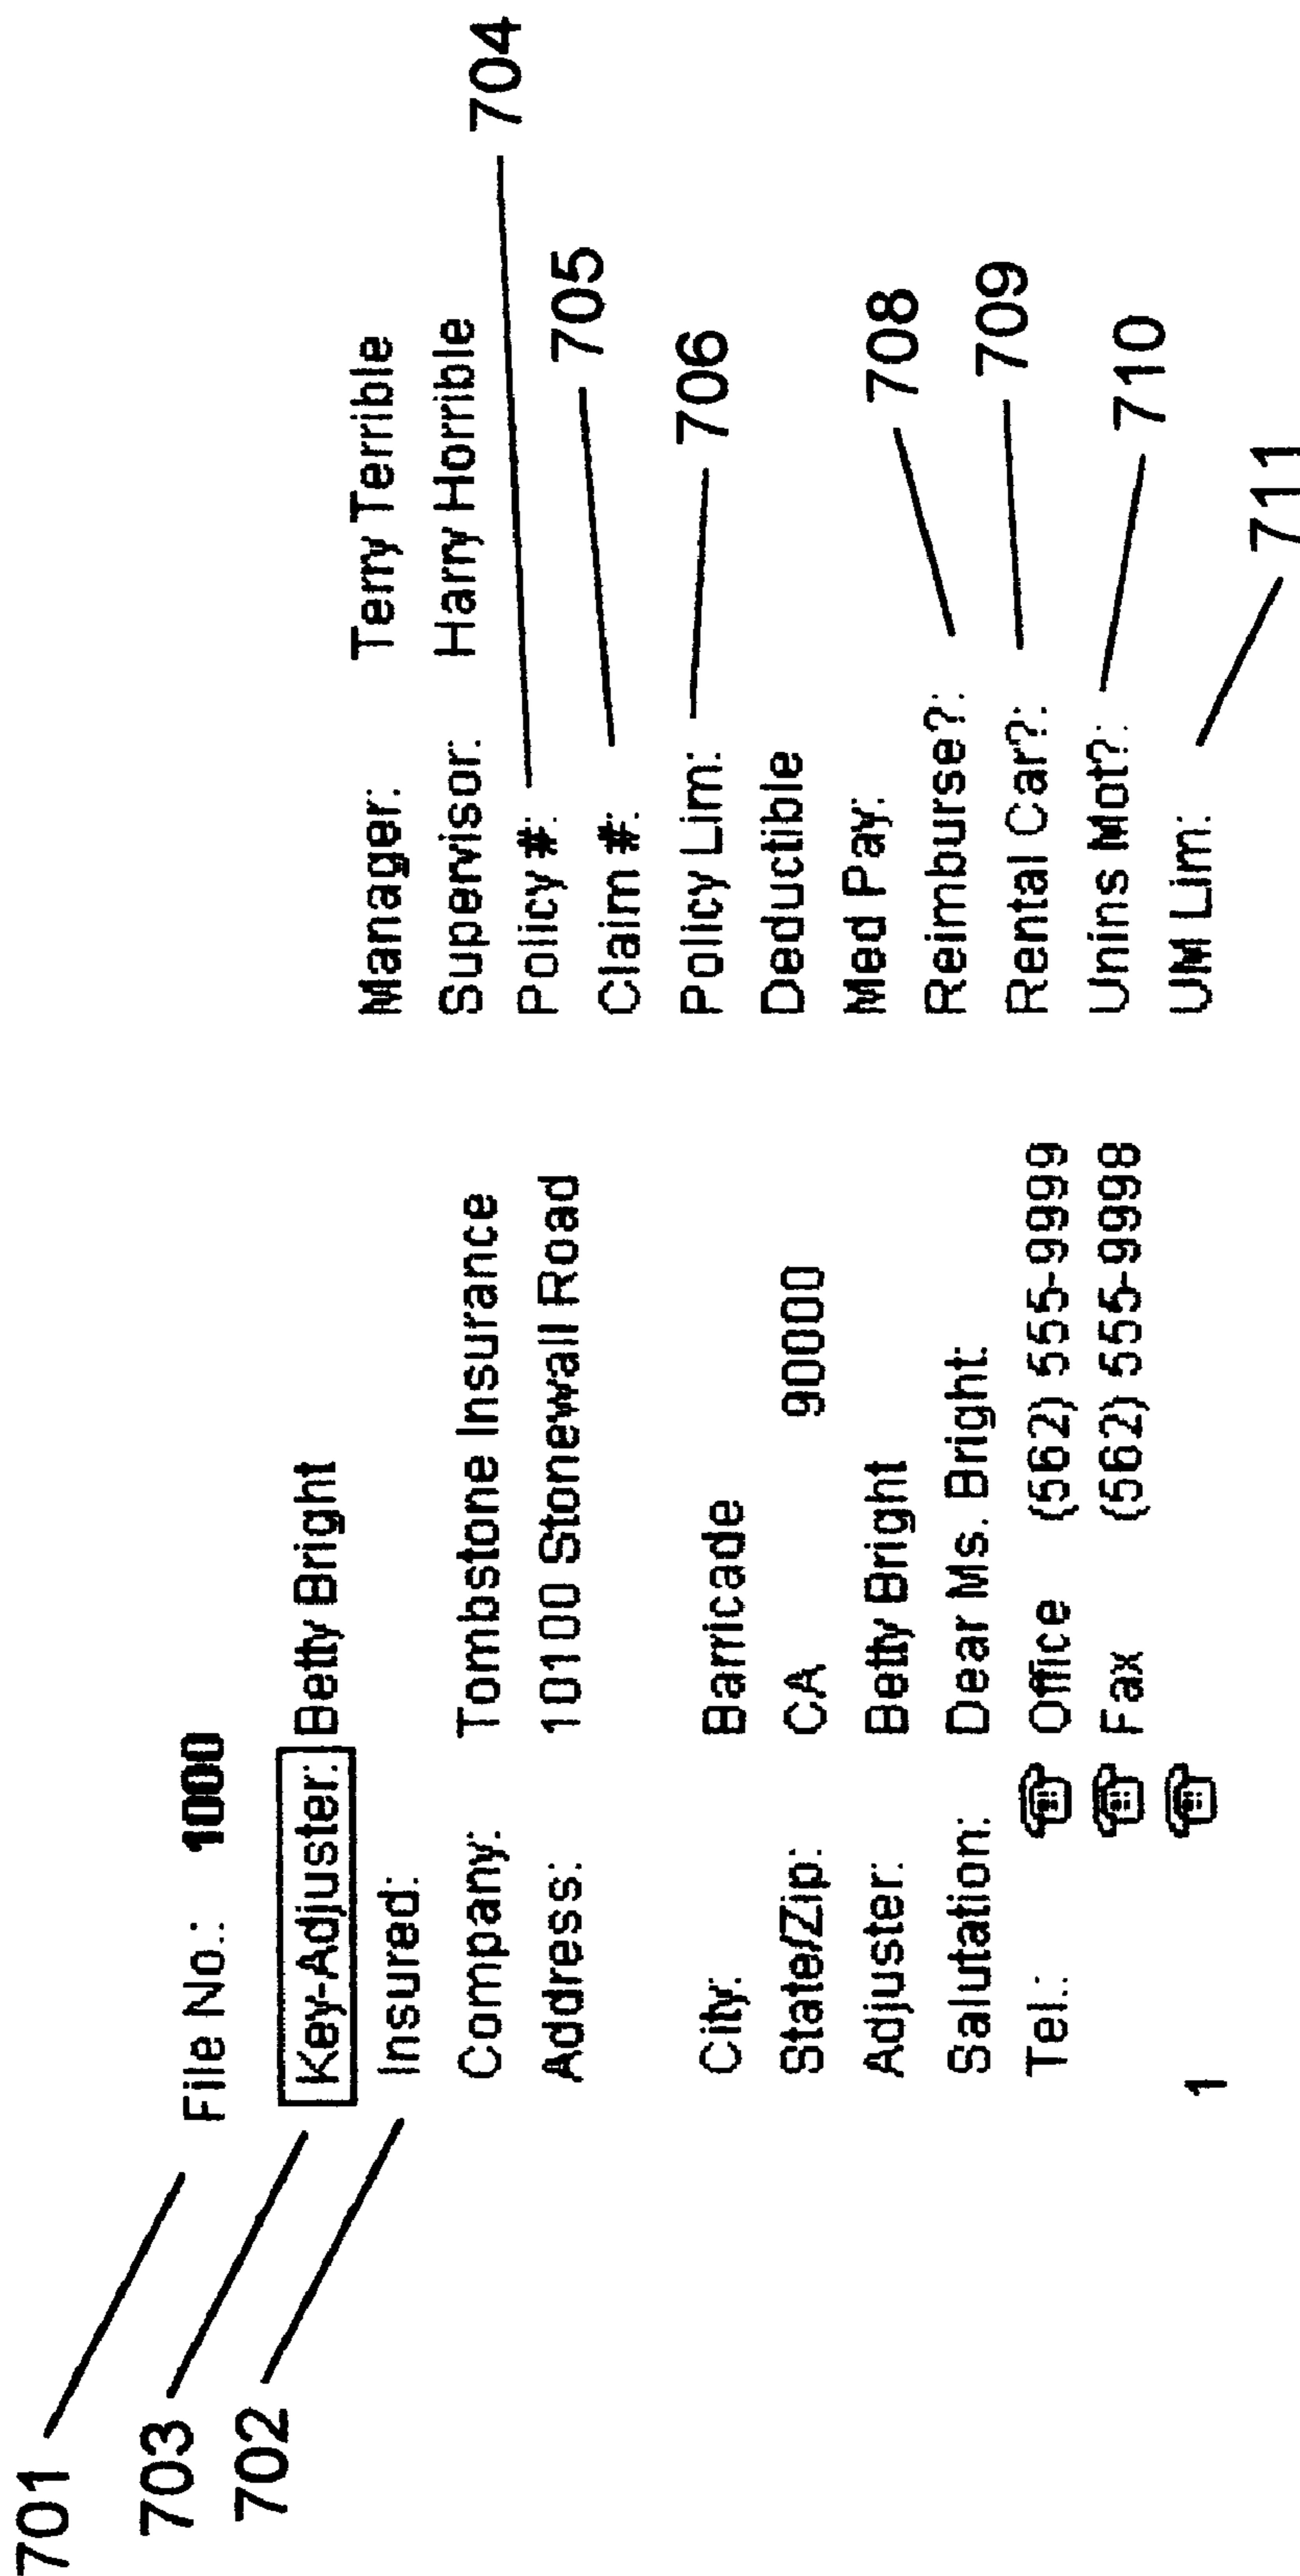 701
File No.: 1000
703
Key-Adjuster: Betty Bright
702
Insured:
Company: Tombstone Insurance
Address: 10100 Stonewall Road
City: Barricade
State/Zip: CA 90000
Adjuster: Betty Bright
Salutation: Dear Ms. Bright:
Tel.: Office (562) 555-9999
Fax (562) 555-9998
1
Manager: Terry Terrible
Supervisor: Harry Horrible
Policy #: 704
Claim #: 705
Policy Lim: 706
Deductible
Med Pay:
Reimburse?: 708
Rental Car?: 709
Unins Mot?: 710
UM Lim: 711